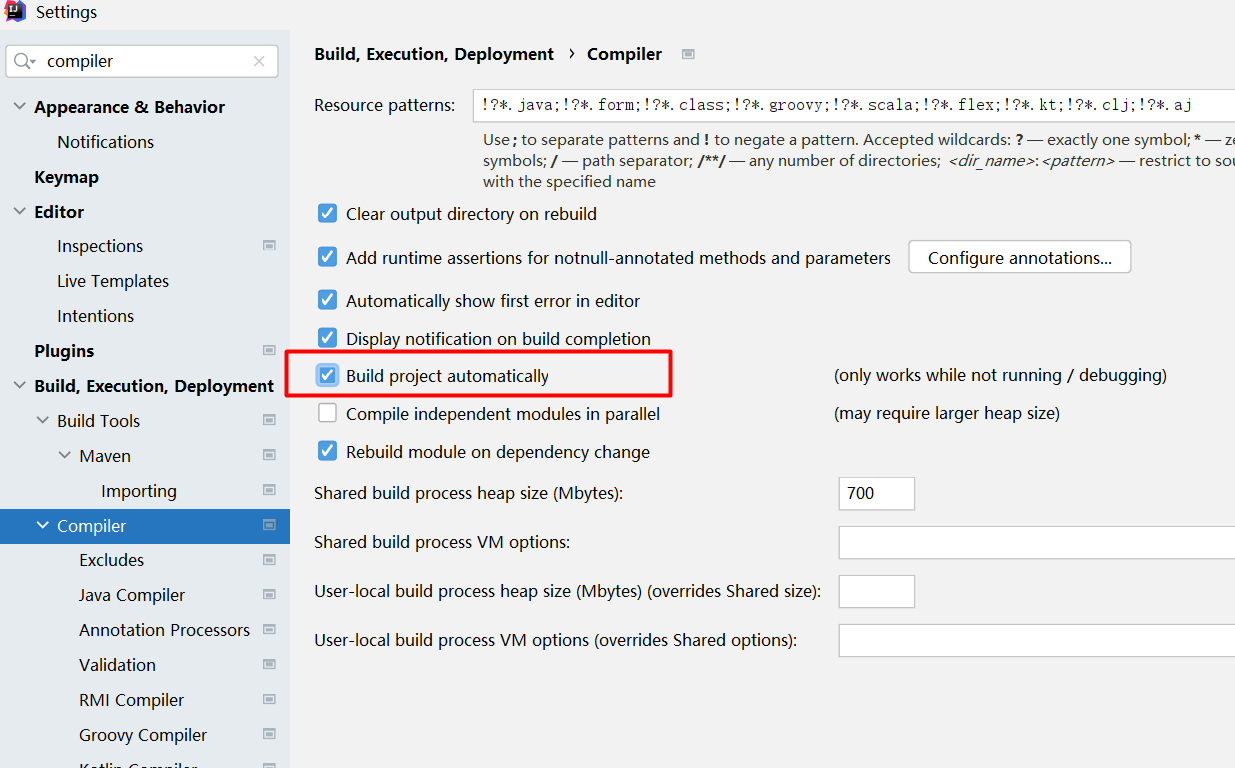 Settings
compiler
Appearance & Behavior
Notifications
Keymap
Editor
Inspections
Live Templates
Intentions
Plugins
Build, Execution, Deployment
Build Tools
Maven
Importing
Compiler
Excludes
Java Compiler
Annotation Processors
Validation
RMI Compiler
Groovy Compiler
Kotlin Compiler
Build, Execution, Deployment › Compiler
Resource patterns: !?*.java;!?*.form;!?*.class;!?*.groovy;!?*.scala;!?*.flex;!?*.kt;!?*.clj;!?*.aj
Use ; to separate patterns and ! to negate a pattern. Accepted wildcards: ? — exactly one symbol; * —
symbols; / — path separator; /**/ — any number of directories; <dir_name>:<pattern> — restrict to
with the specified name
Clear output directory on rebuild
Add runtime assertions for notnull-annotated methods and parameters Configure annotations...
Automatically show first error in editor
Display notification on build completion
Build project automatically (only works while not running / debugging)
Compile independent modules in parallel (may require larger heap size)
Rebuild module on dependency change
Shared build process heap size (Mbytes): 700
Shared build process VM options:
User-local build process heap size (Mbytes) (overrides Shared size):
User-local build process VM options (overrides Shared options):